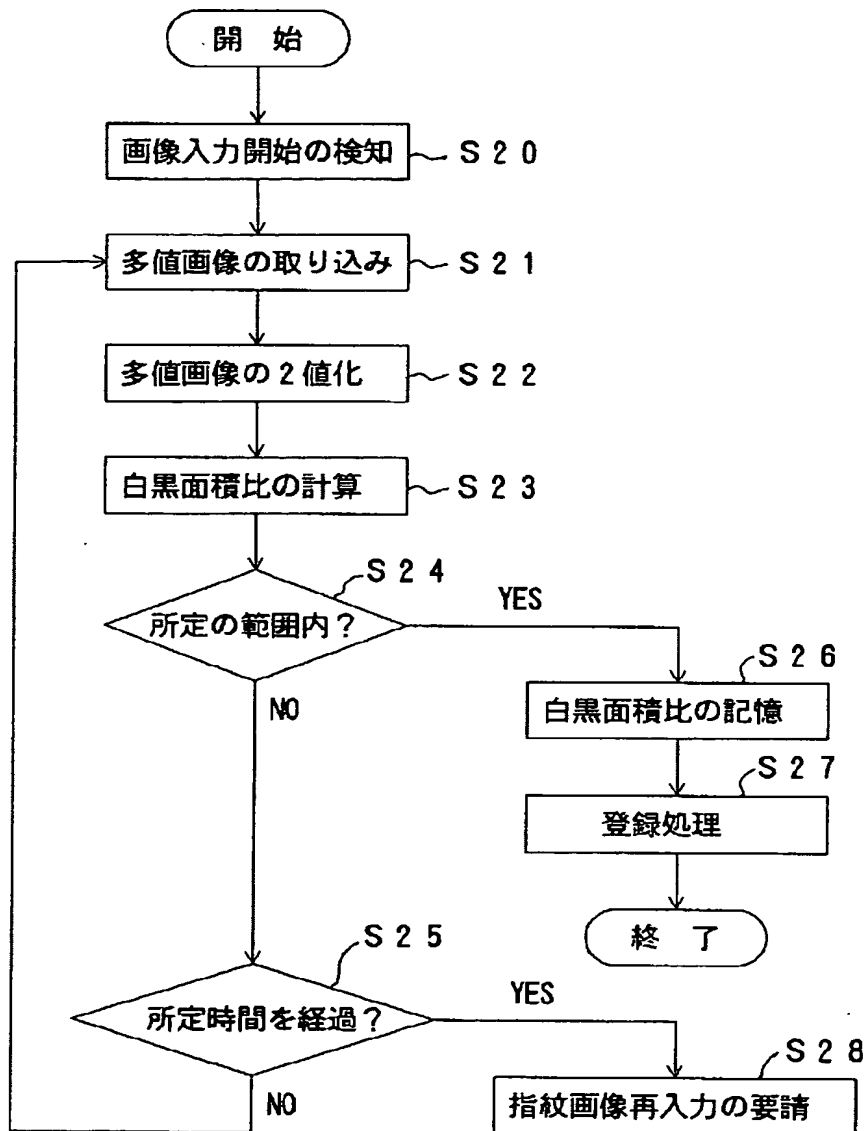 開 始
画像入力開始の検知
S20
多値画像の取り込み
S21
多値画像の2値化
S22
白黒面積比の計算
S23
S24
所定の範囲内?
YES
NO
S26
白黒面積比の記憶
S27
登録処理
終 了
S25
所定時間を経過?
YES
NO
S28
指紋画像再入力の要請